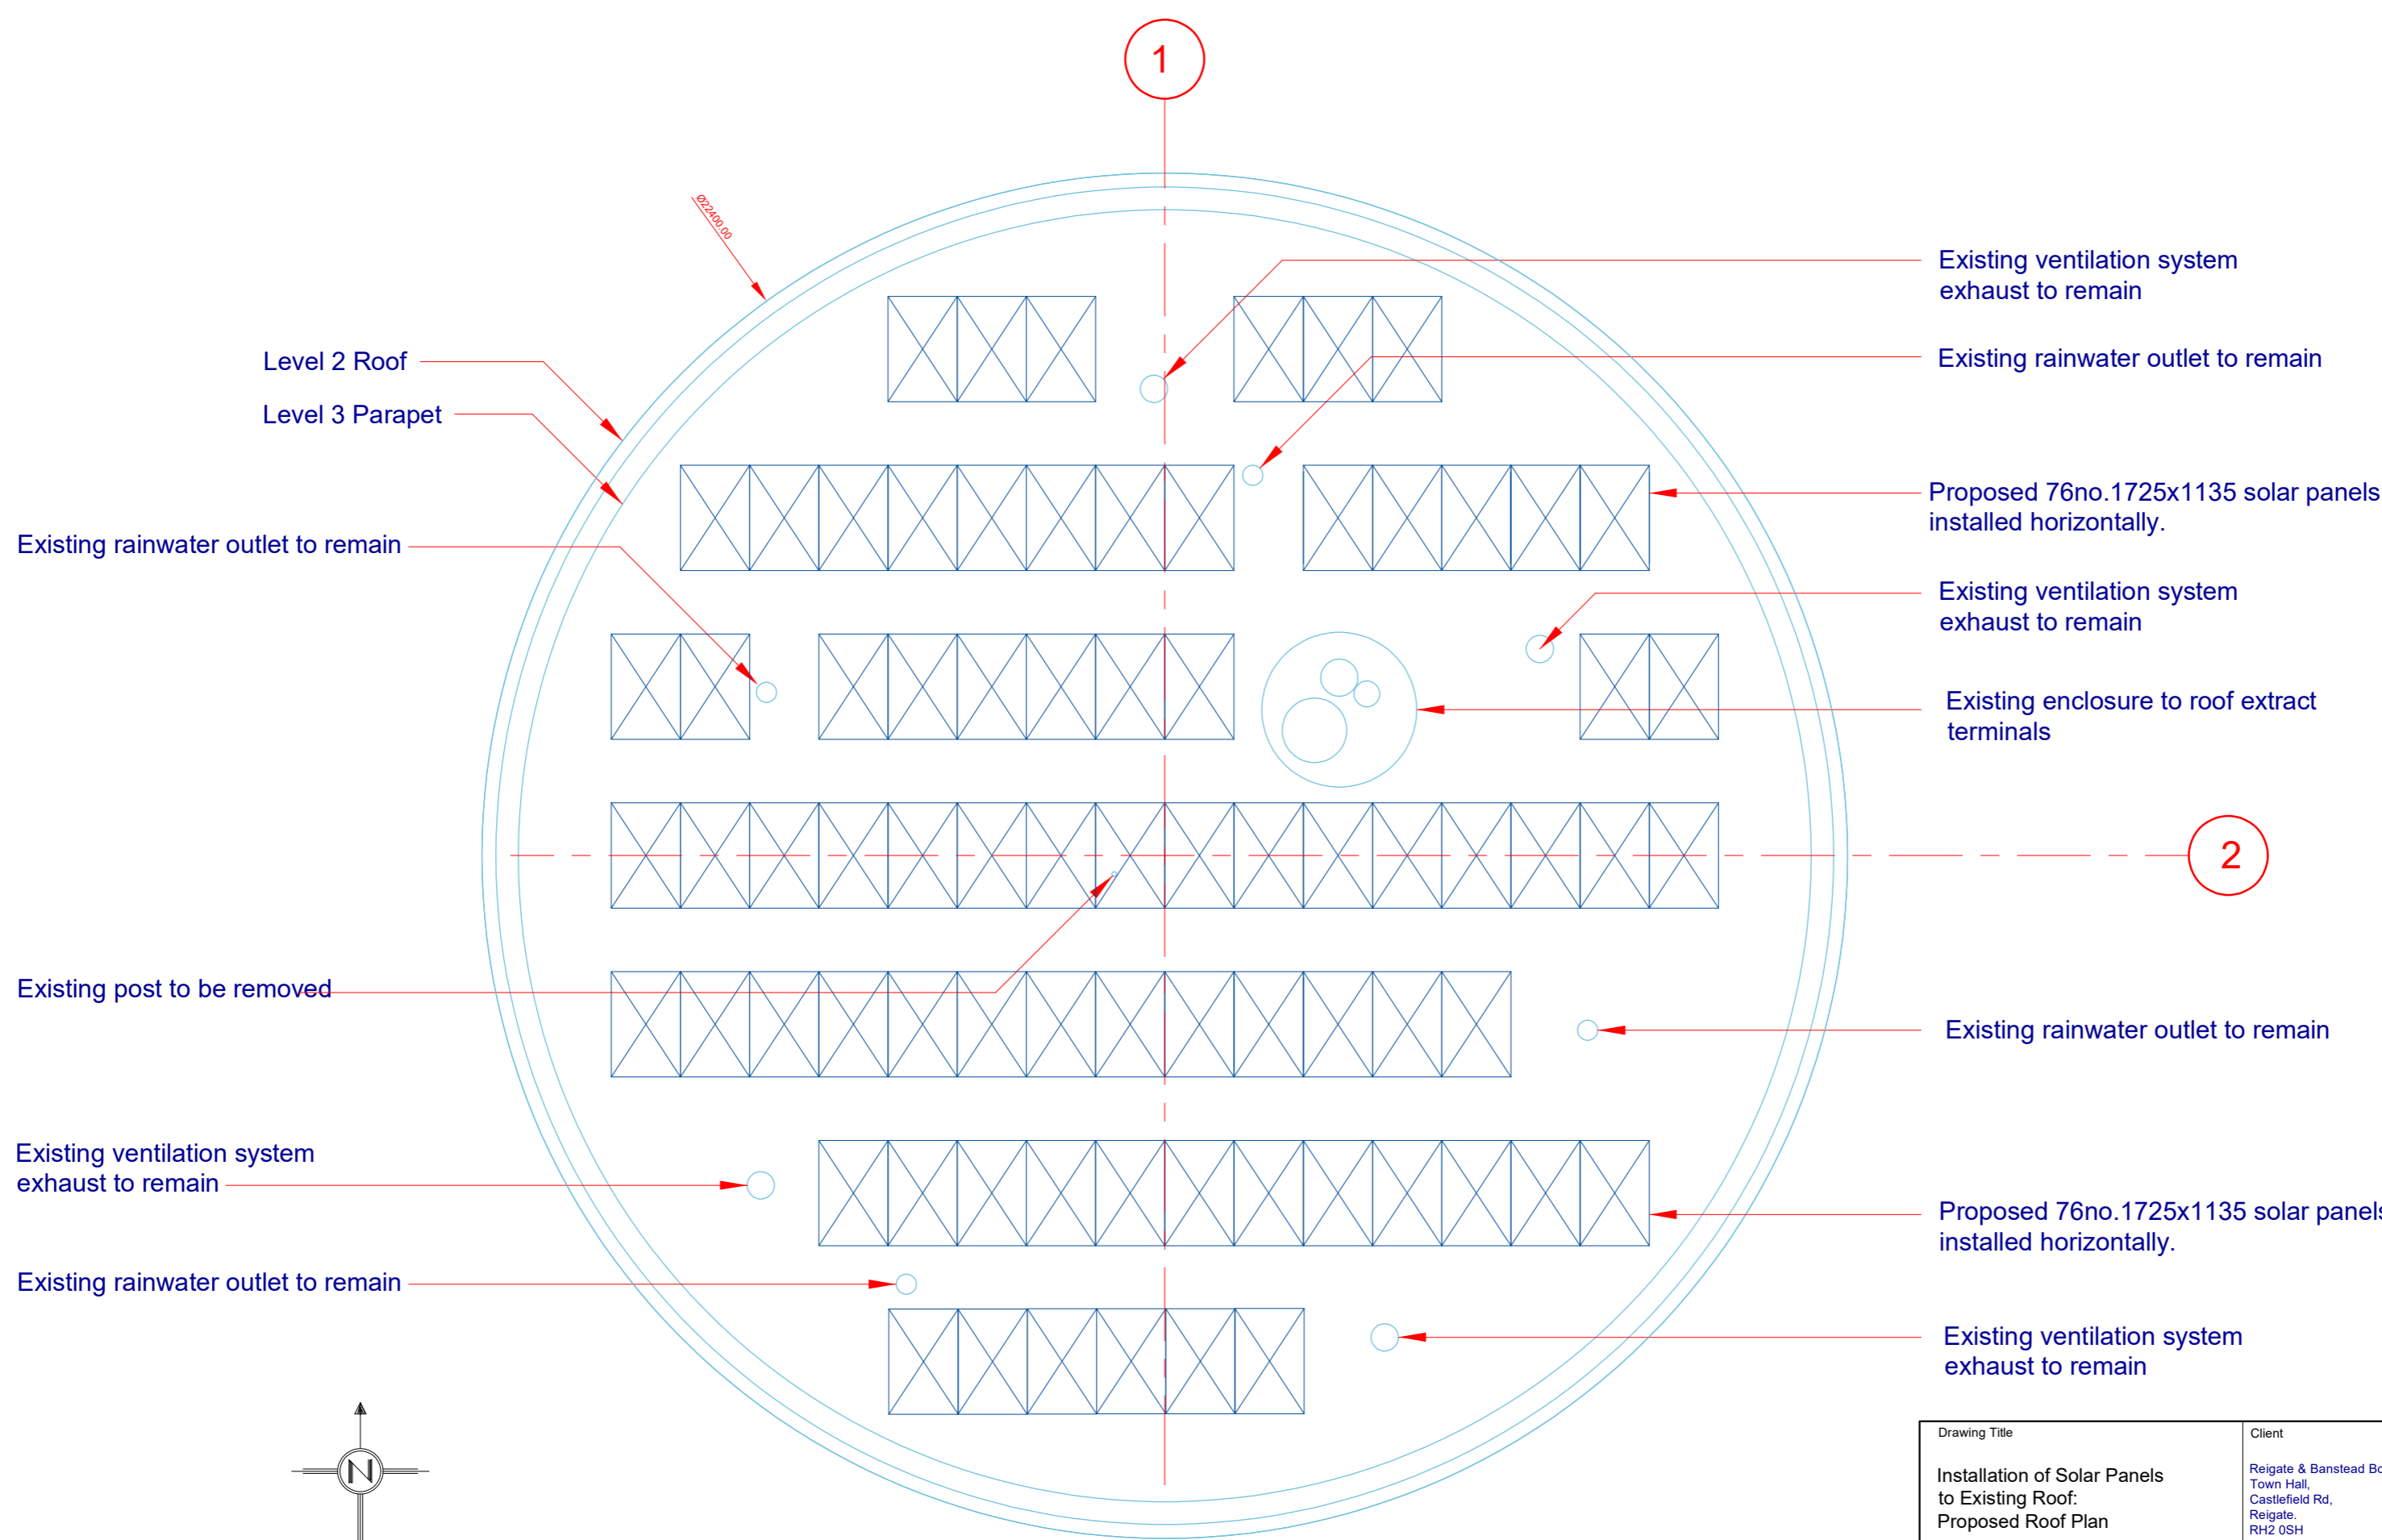 1
Ø22400.00
Existing ventilation system
exhaust to remain
Level 2 Roof
Existing rainwater outlet to remain
Level 3 Parapet
Proposed 76no.1725x1135 solar panels
installed horizontally.
Existing rainwater outlet to remain
Existing ventilation system
exhaust to remain
Existing enclosure to roof extract
terminals
2
Existing post to be removed
Existing rainwater outlet to remain
Existing ventilation system
exhaust to remain
Proposed 76no.1725x1135 solar panels
installed horizontally.
Existing rainwater outlet to remain
Existing ventilation system
exhaust to remain
N
Drawing Title
Installation of Solar Panels
to Existing Roof:
Proposed Roof Plan
Client
Reigate & Banstead
Town Hall,
Castlefield Rd,
Reigate.
RH2 0SH